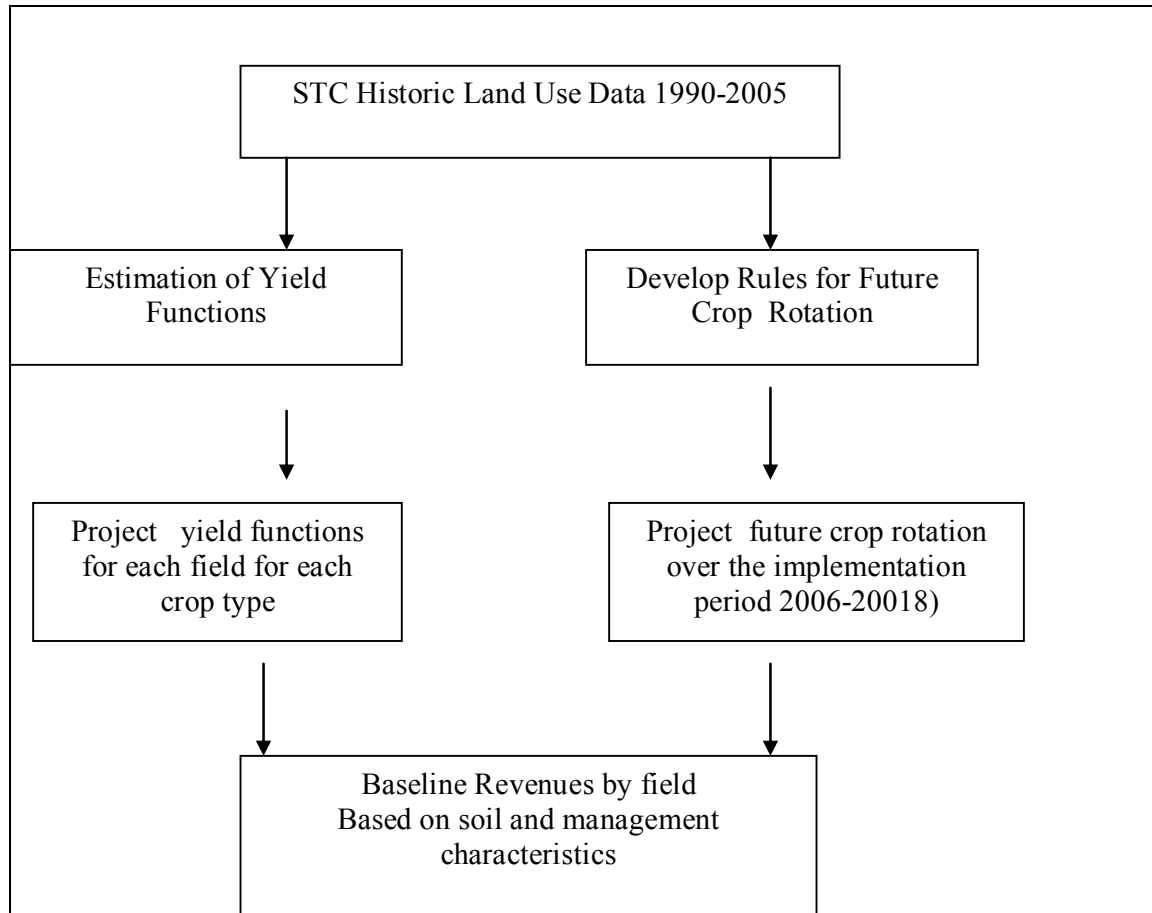 STC Historic Land Use Data 1990-2005
Estimation of Yield
Functions
Develop Rules for Future
Crop Rotation
Project yield functions
for each field for each
crop type
Project future crop rotation
over the implementation
period 2006-20018)
Baseline Revenues by field
Based on soil and management
characteristics